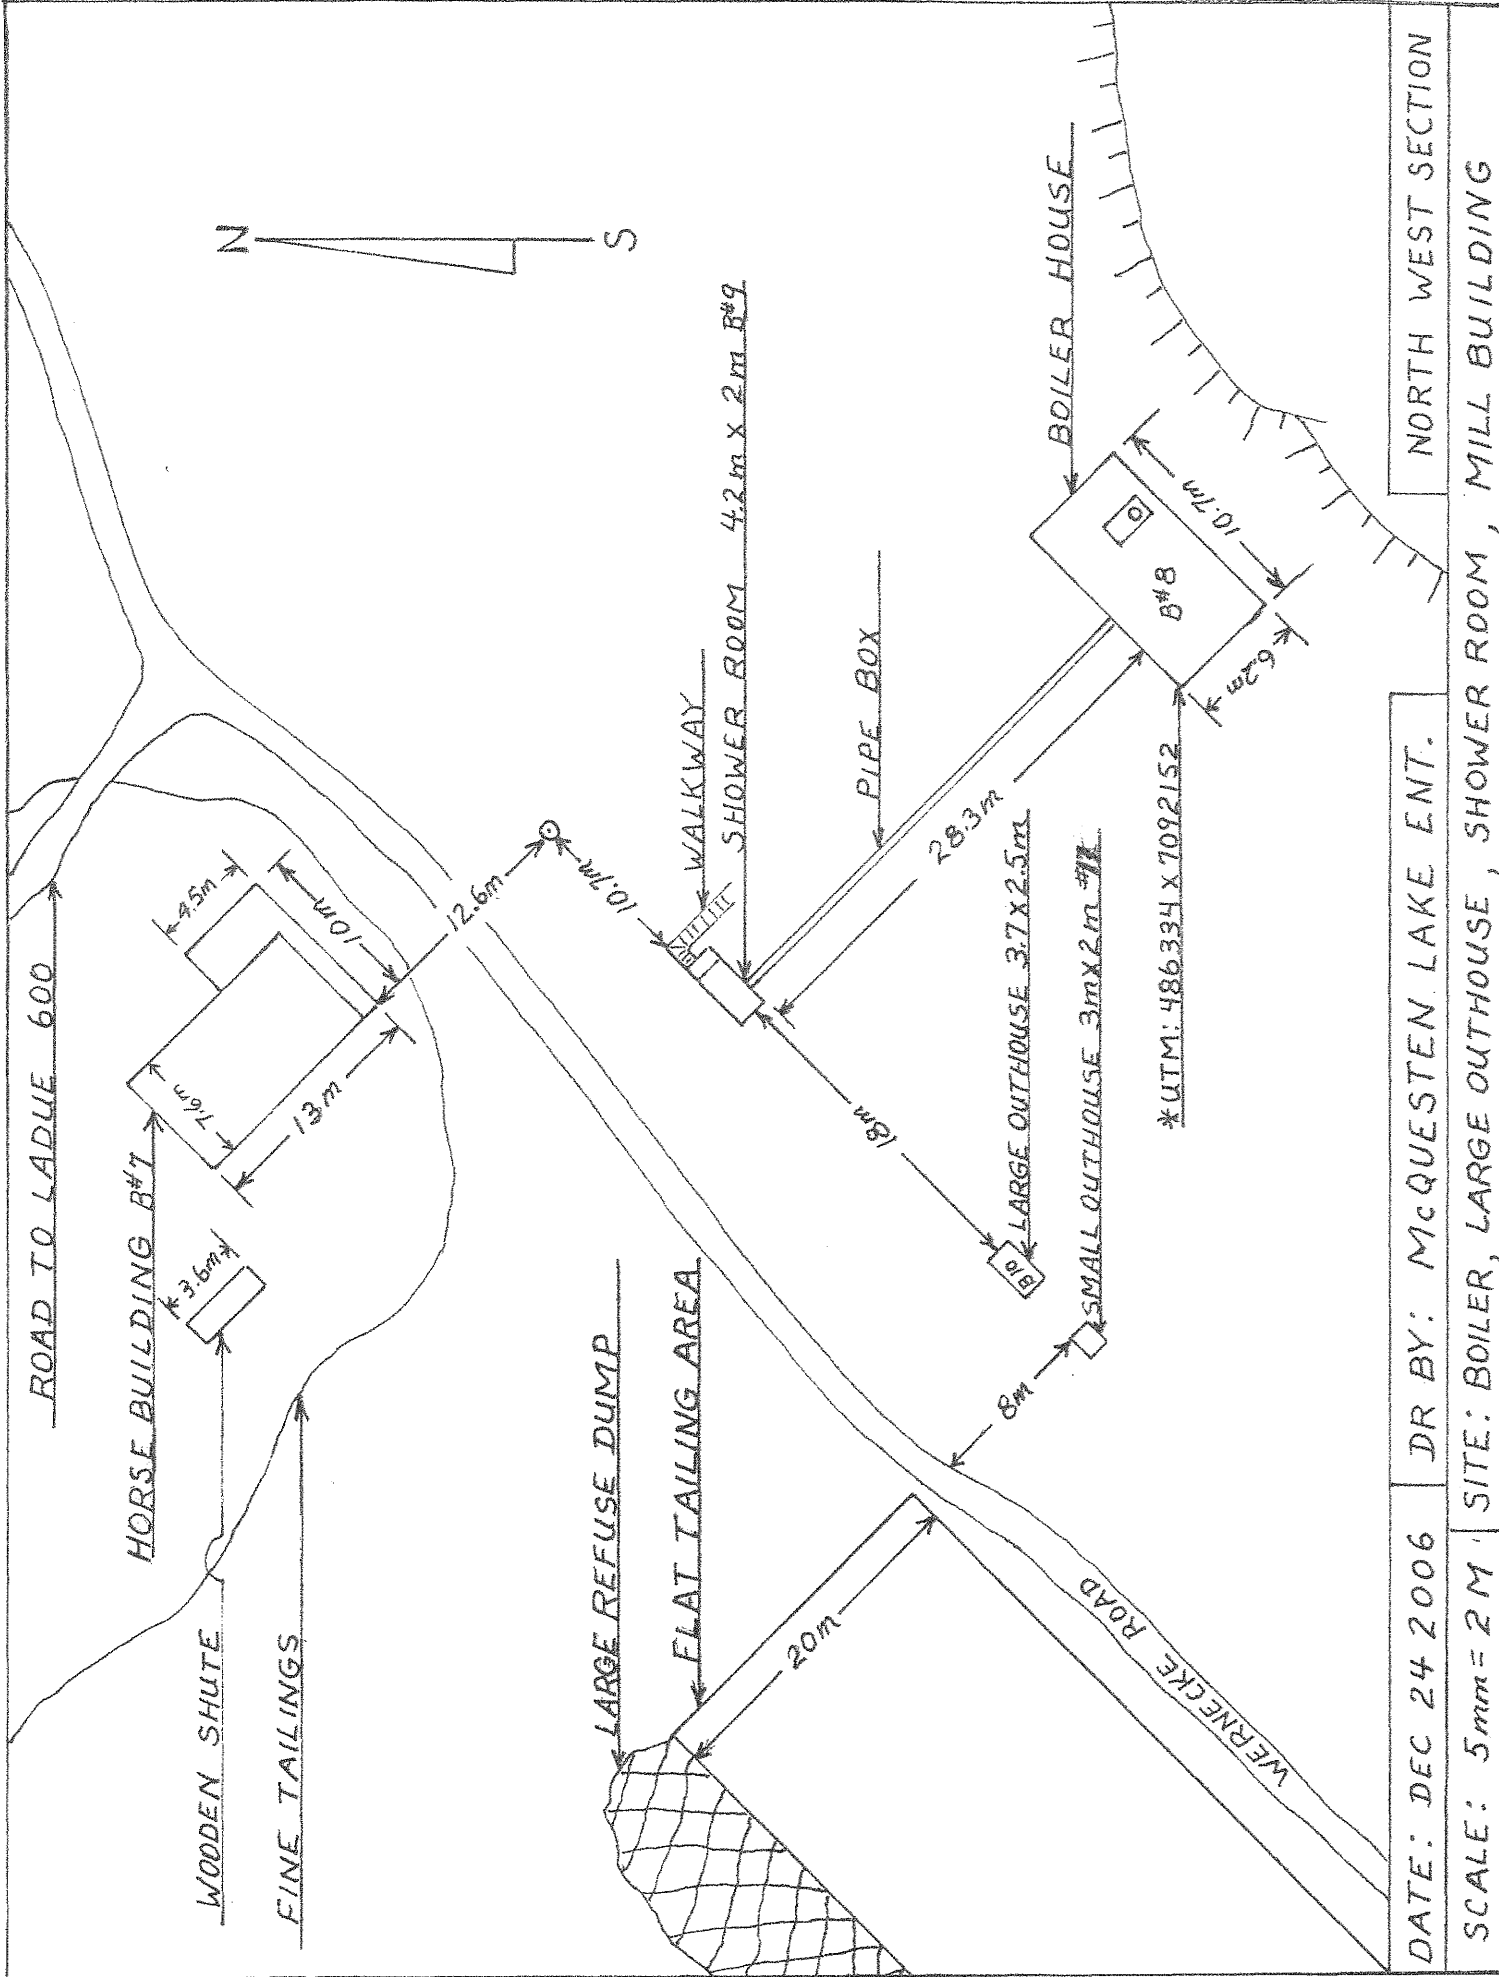 ROAD TO LADUE 600
HORSE BUILDING B#7
WOODEN SHUTE
FINE TAILINGS
3.6m
7.6m
13m
4.5m
10m
12.6m
N
S
10.7m
WALKWAY
SHOWER ROOM 4.2m x 2m B#9
PIPE BOX
28.3m
BOILER HOUSE
B#8
10.7m
6.2m
*UTM: 486334 x 7092152
18m
B10
LARGE OUTHOUSE 3.7x2.5m
SMALL OUTHOUSE 3mx2m
8m
LARGE REFUSE DUMP
FLAT TAILING AREA
20m
WERNECKE ROAD
DATE: DEC 24 2006
DR BY: McQUESTEN LAKE ENT.
NORTH WEST SECTION
SCALE: 5mm = 2 M
SITE: BOILER, LARGE OUTHOUSE, SHOWER ROOM, MILL BUILDING